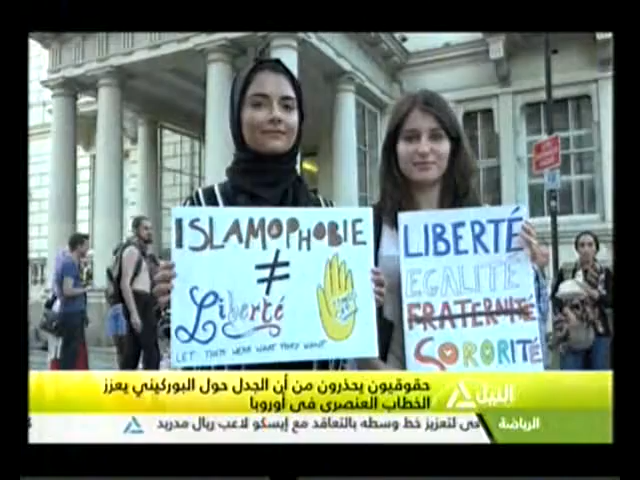 ISLAMOPHOBIE
≠
Liberté
LET THEM WEAR WHAT THEY WANT
LIBERTÉ
EGALITÉ
FRATERNITÉ
SORORITÉ
النيل
حقوقيون يحذرون من أن الجدل حول البوركيني يعزز
الخطاب العنصري في أوروبا
الرياضة
لتعزيز خط وسطه بالتعاقد مع إيسكو لاعب ريال مدريد